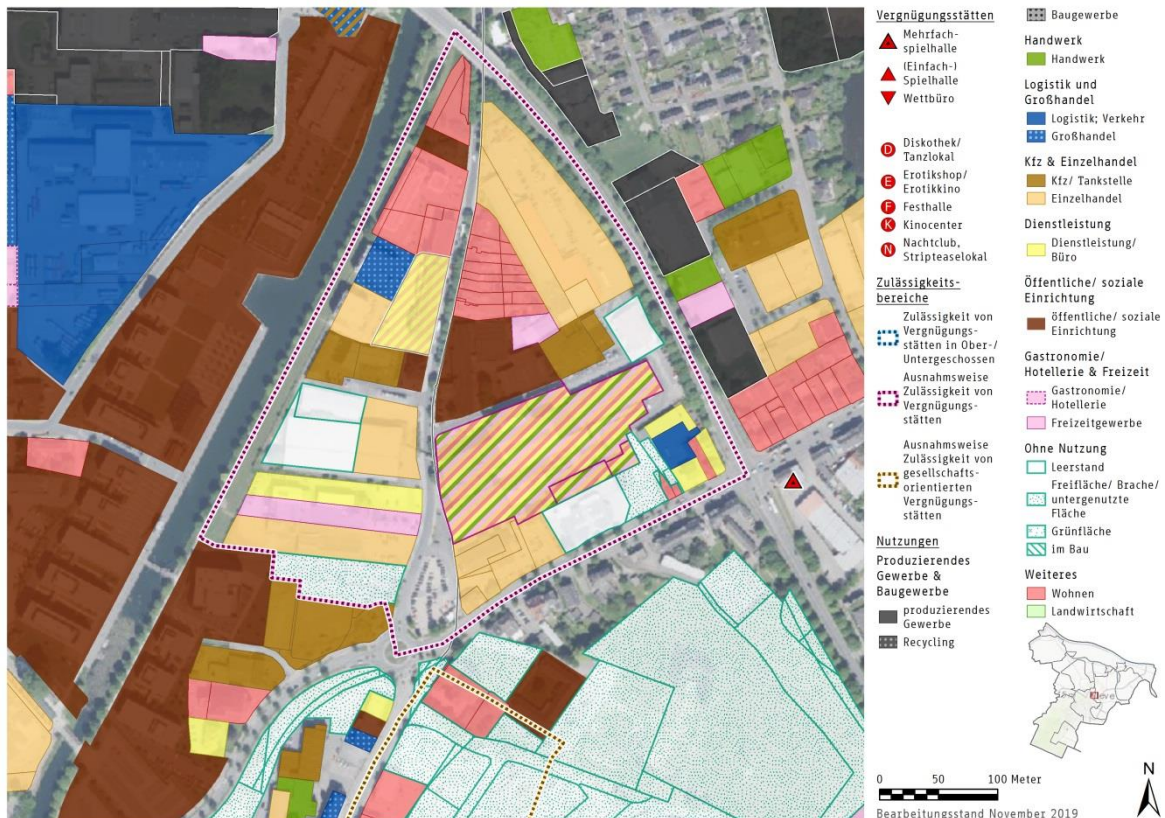 Vergnügungsstätten
Mehrfach-
spielhalle
(Einfach-)
Spielhalle
Wettbüro
D Diskothek/
Tanzlokal
E Erotikshop/
Erotikkino
F Festhalle
K Kinocenter
N Nachtclub,
Stripteaselokal
Zulässigkeits-
bereiche
Zulässigkeit von
Vergnügungs-
stätten in Ober-/
Untergeschossen
Ausnahmsweise
Zulässigkeit von
Vergnügungs-
stätten
Ausnahmsweise
Zulässigkeit von
gesellschafts-
orientierten
Vergnügungs-
stätten
Nutzungen
Produzierendes
Gewerbe &
Baugewerbe
produzierendes
Gewerbe
Recycling
Baugewerbe
Handwerk
Handwerk
Logistik und
Großhandel
Logistik; Verkehr
Großhandel
Kfz & Einzelhandel
Kfz/ Tankstelle
Einzelhandel
Dienstleistung
Dienstleistung/
Büro
Öffentliche/ soziale
Einrichtung
öffentliche/ soziale
Einrichtung
Gastronomie/
Hotellerie & Freizeit
Gastronomie/
Hotellerie
Freizeitgewerbe
Ohne Nutzung
Leerstand
Freifläche/ Brache/
untergenutzte
Fläche
Grünfläche
im Bau
Weiteres
Wohnen
Landwirtschaft
0 50 100 Meter
N
Bearbeitungsstand November 2019